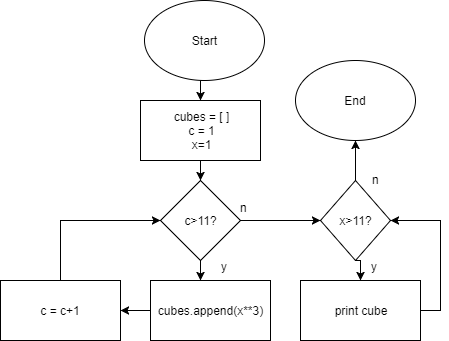 Start
cubes = [ ]
c = 1
x=1
End
c>11?
n
y
x>11?
n
y
c = c+1
cubes.append(x**3)
print cube